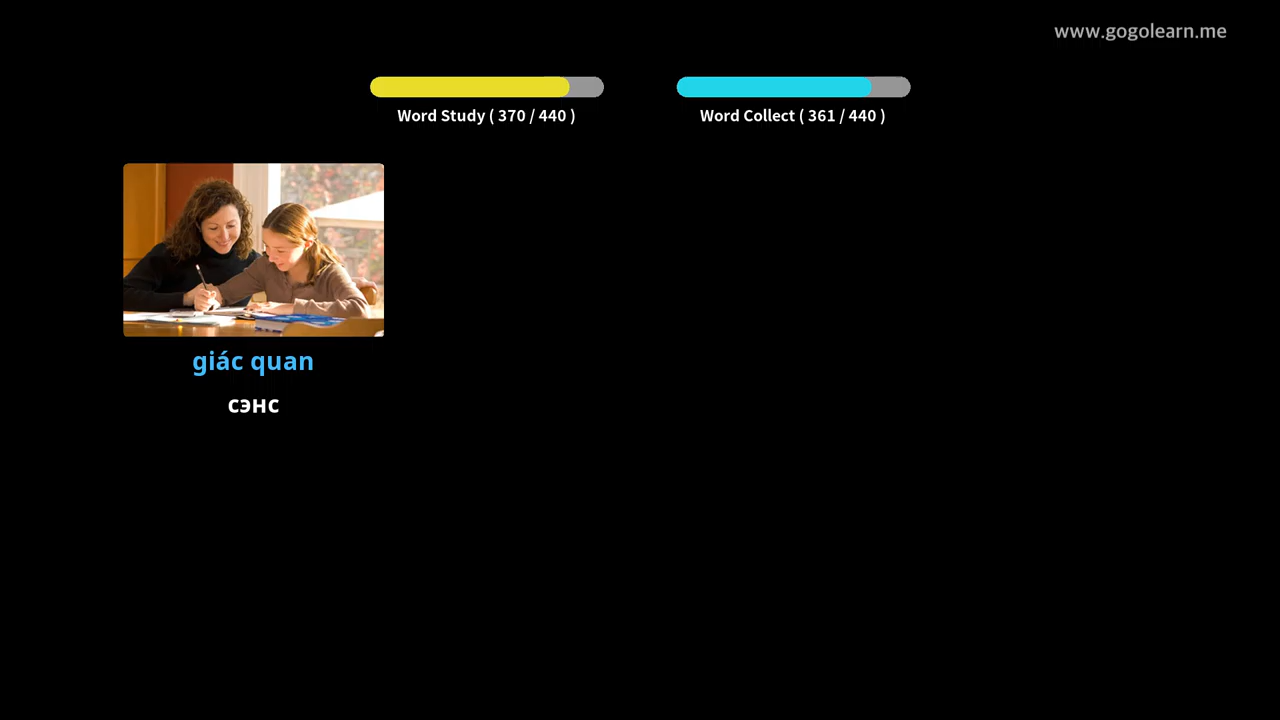 www.gogolearn.me
Word Study ( 370 / 440 )
Word Collect ( 361 / 440 )
giác quan
сэнс